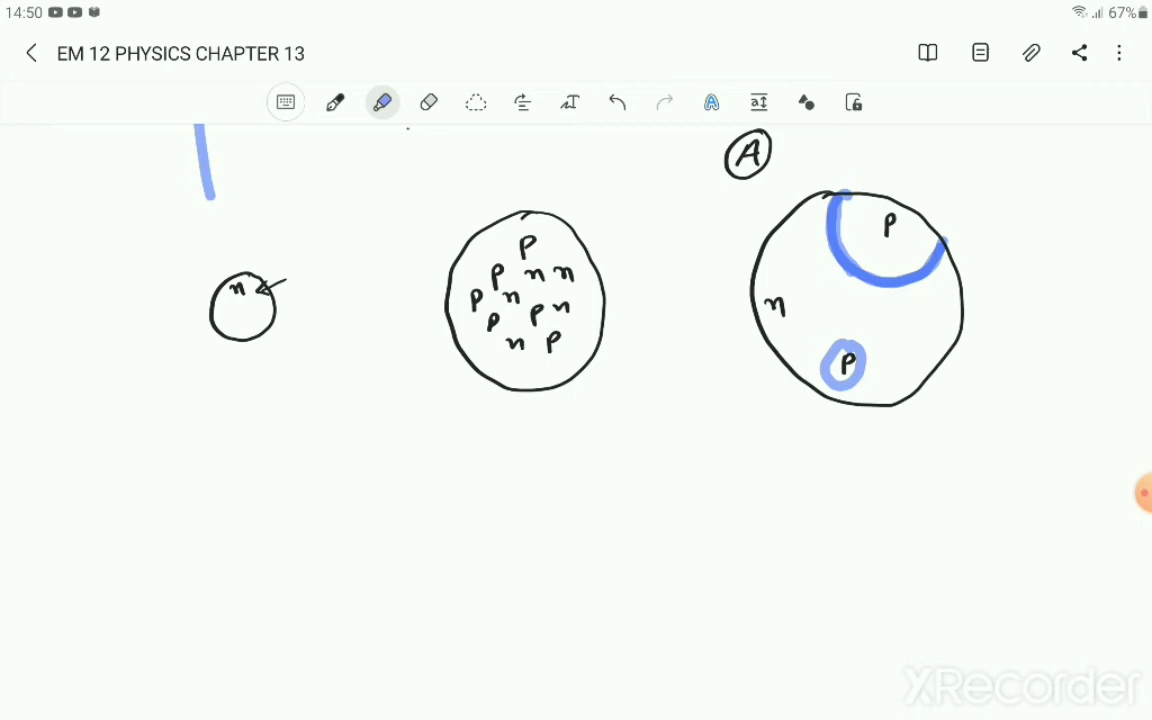 14:50
67%
EM 12 PHYSICS CHAPTER 13
A
n
p
p n n
p n p n
p
n p
p
n
p
XRecorder